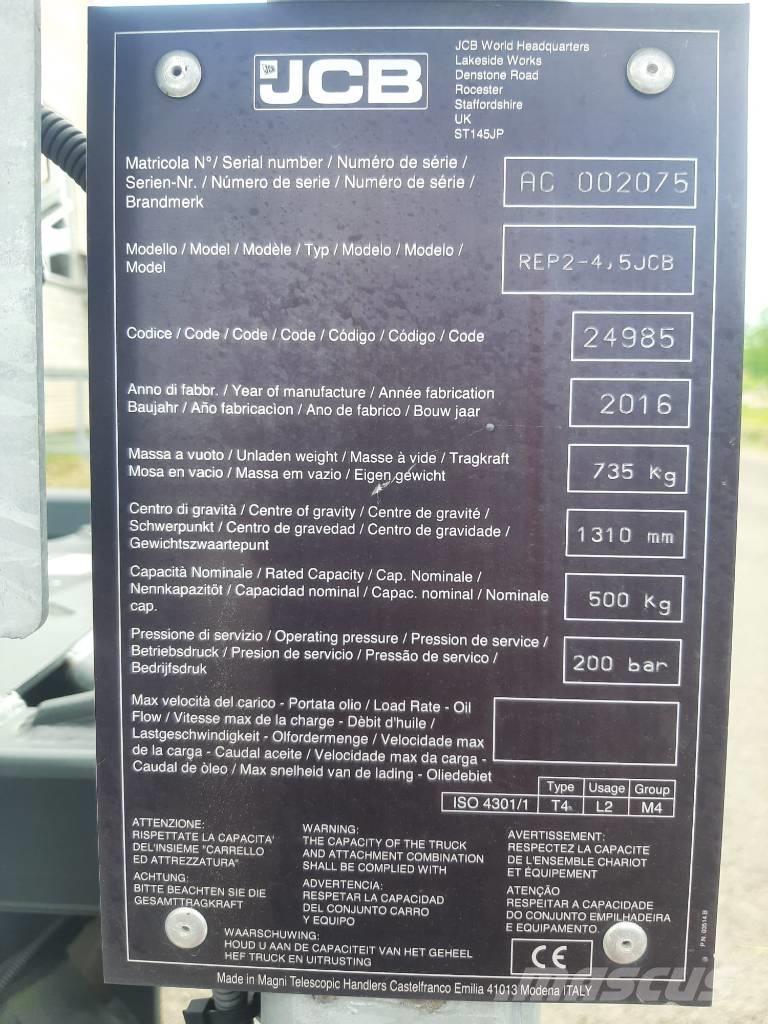 JCB
JCB World Headquarters
Lakeside Works
Denstone Road
Rocester
Staffordshire
UK
ST145JP
Matricola N°/ Serial number / Numéro de série /
Serien-Nr. / Número de serie / Numéro de série /
Brandmerk
AC 002075
Modello / Model / Modèle / Typ / Modelo / Modelo /
Model
REP2-4,5JCB
Codice / Code / Code / Code / Código / Código / Code
24985
Anno di fabbr. / Year of manufacture / Année fabrication
Baujahr / Año fabricacìon / Ano de fabrico / Bouw jaar
2016
Massa a vuoto / Unladen weight / Masse à vide / Tragkraft
Mosa en vacio / Massa em vazio / Eigen gewicht
735 Kg
Centro di gravità / Centre of gravity / Centre de gravité /
Schwerpunkt / Centro de gravedad / Centro de gravidade /
Gewichtszwaartepunt
1310 mm
Capacità Nominale / Rated Capacity / Cap. Nominale /
Nennkapazitöt / Capacidad nominal / Capac. nominal / Nominale
cap.
500 Kg
Pressione di servizio / Operating pressure / Pression de service /
Betriebsdruck / Presion de servicio / Pressão de servico /
Bedrijfsdruk
200 bar
Max velocità del carico - Portata olio / Load Rate - Oil
Flow / Vitesse max de la charge - Dèbit d'huile /
Lastgeschwindigkeit - Olfordermenge / Velocidade max
de la carga - Caudal aceite / Velocidade max da carga -
Caudal de òleo / Max snelheid van de lading - Oliedebiet
Type Usage Group
ISO 4301/1 T4 L2 M4
ATTENZIONE:
RISPETTATE LA CAPACITA'
DEL'INSIEME "CARRELLO
ED ATTREZZATURA"
ACHTUNG:
BITTE BEACHTEN SIE DIE
GESAMTTRAGKRAFT
WARNING:
THE CAPACITY OF THE TRUCK
AND ATTACHMENT COMBINATION
SHALL BE COMPLIED WITH
ADVERTENCIA:
RESPETAR LA CAPACIDAD
DEL CONJUNTO CARRO
Y EQUIPO
AVERTISSEMENT:
RESPECTEZ LA CAPACITE
DE L'ENSEMBLE CHARIOT
ET ÉQUIPEMENT
ATENÇÃO
RESPEITAR A CAPACIDADE
DO CONJUNTO EMPILHADEIRA
E EQUIPAMENTO.
WAARSCHUWING:
HOUD U AAN DE CAPACITEIT VAN HET GEHEEL
HEF TRUCK EN UITRUSTING
CE
P.N. 03514.B
Made in Magni Telescopic Handlers Castelfranco Emilia 41013 Modena ITALY
mascus